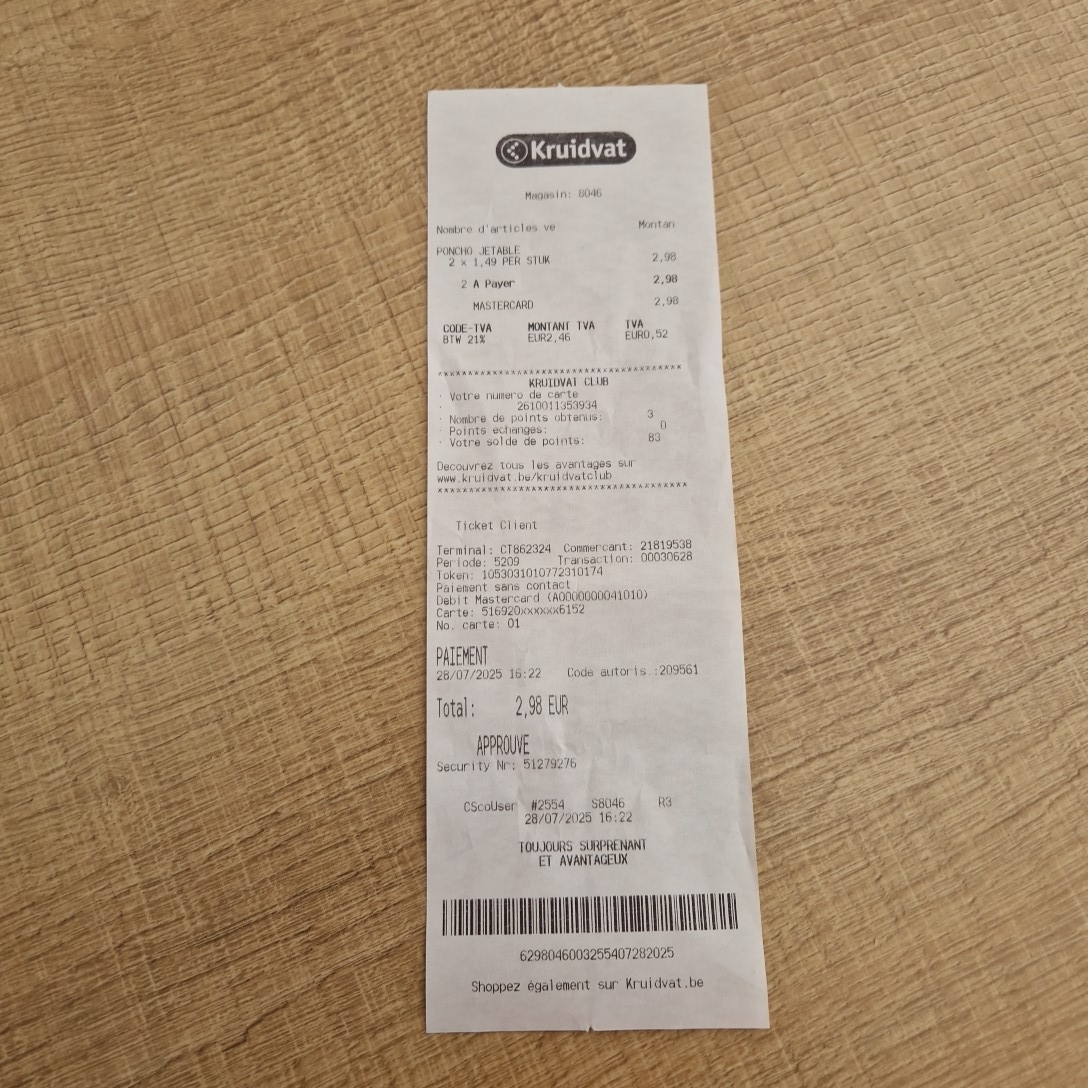 Kruidvat
Magasin: 8046
Nombre d'articles ve Montan
PONCHO JETABLE
2 x 1,49 PER STUK 2,98
2 A Payer 2,98
MASTERCARD 2,98
CODE-TVA MONTANT TVA TVA
BTW 21% EUR2,46 EUR0,52
****************************************
KRUIDVAT CLUB
· Votre numero de carte
· 2610011353934
· Nombre de points obtenus: 3
· Points echanges: 0
· Votre solde de points: 83
Decouvrez tous les avantages sur
www.kruidvat.be/kruidvatclub
****************************************
Ticket Client
Terminal: CT862324 Commercant: 21819538
Periode: 5209 Transaction: 00030628
Token: 1053031010772310174
Paiement sans contact
Debit Mastercard (A0000000041010)
Carte: 516920xxxxxx6152
No. carte: 01
PAIEMENT
28/07/2025 16:22 Code autoris.:209561
Total: 2,98 EUR
APPROUVE
Security Nr: 51279276
CScoUser #2554 S8046 R3
28/07/2025 16:22
TOUJOURS SURPRENANT
ET AVANTAGEUX
6298046003255407282025
Shoppez également sur Kruidvat.be